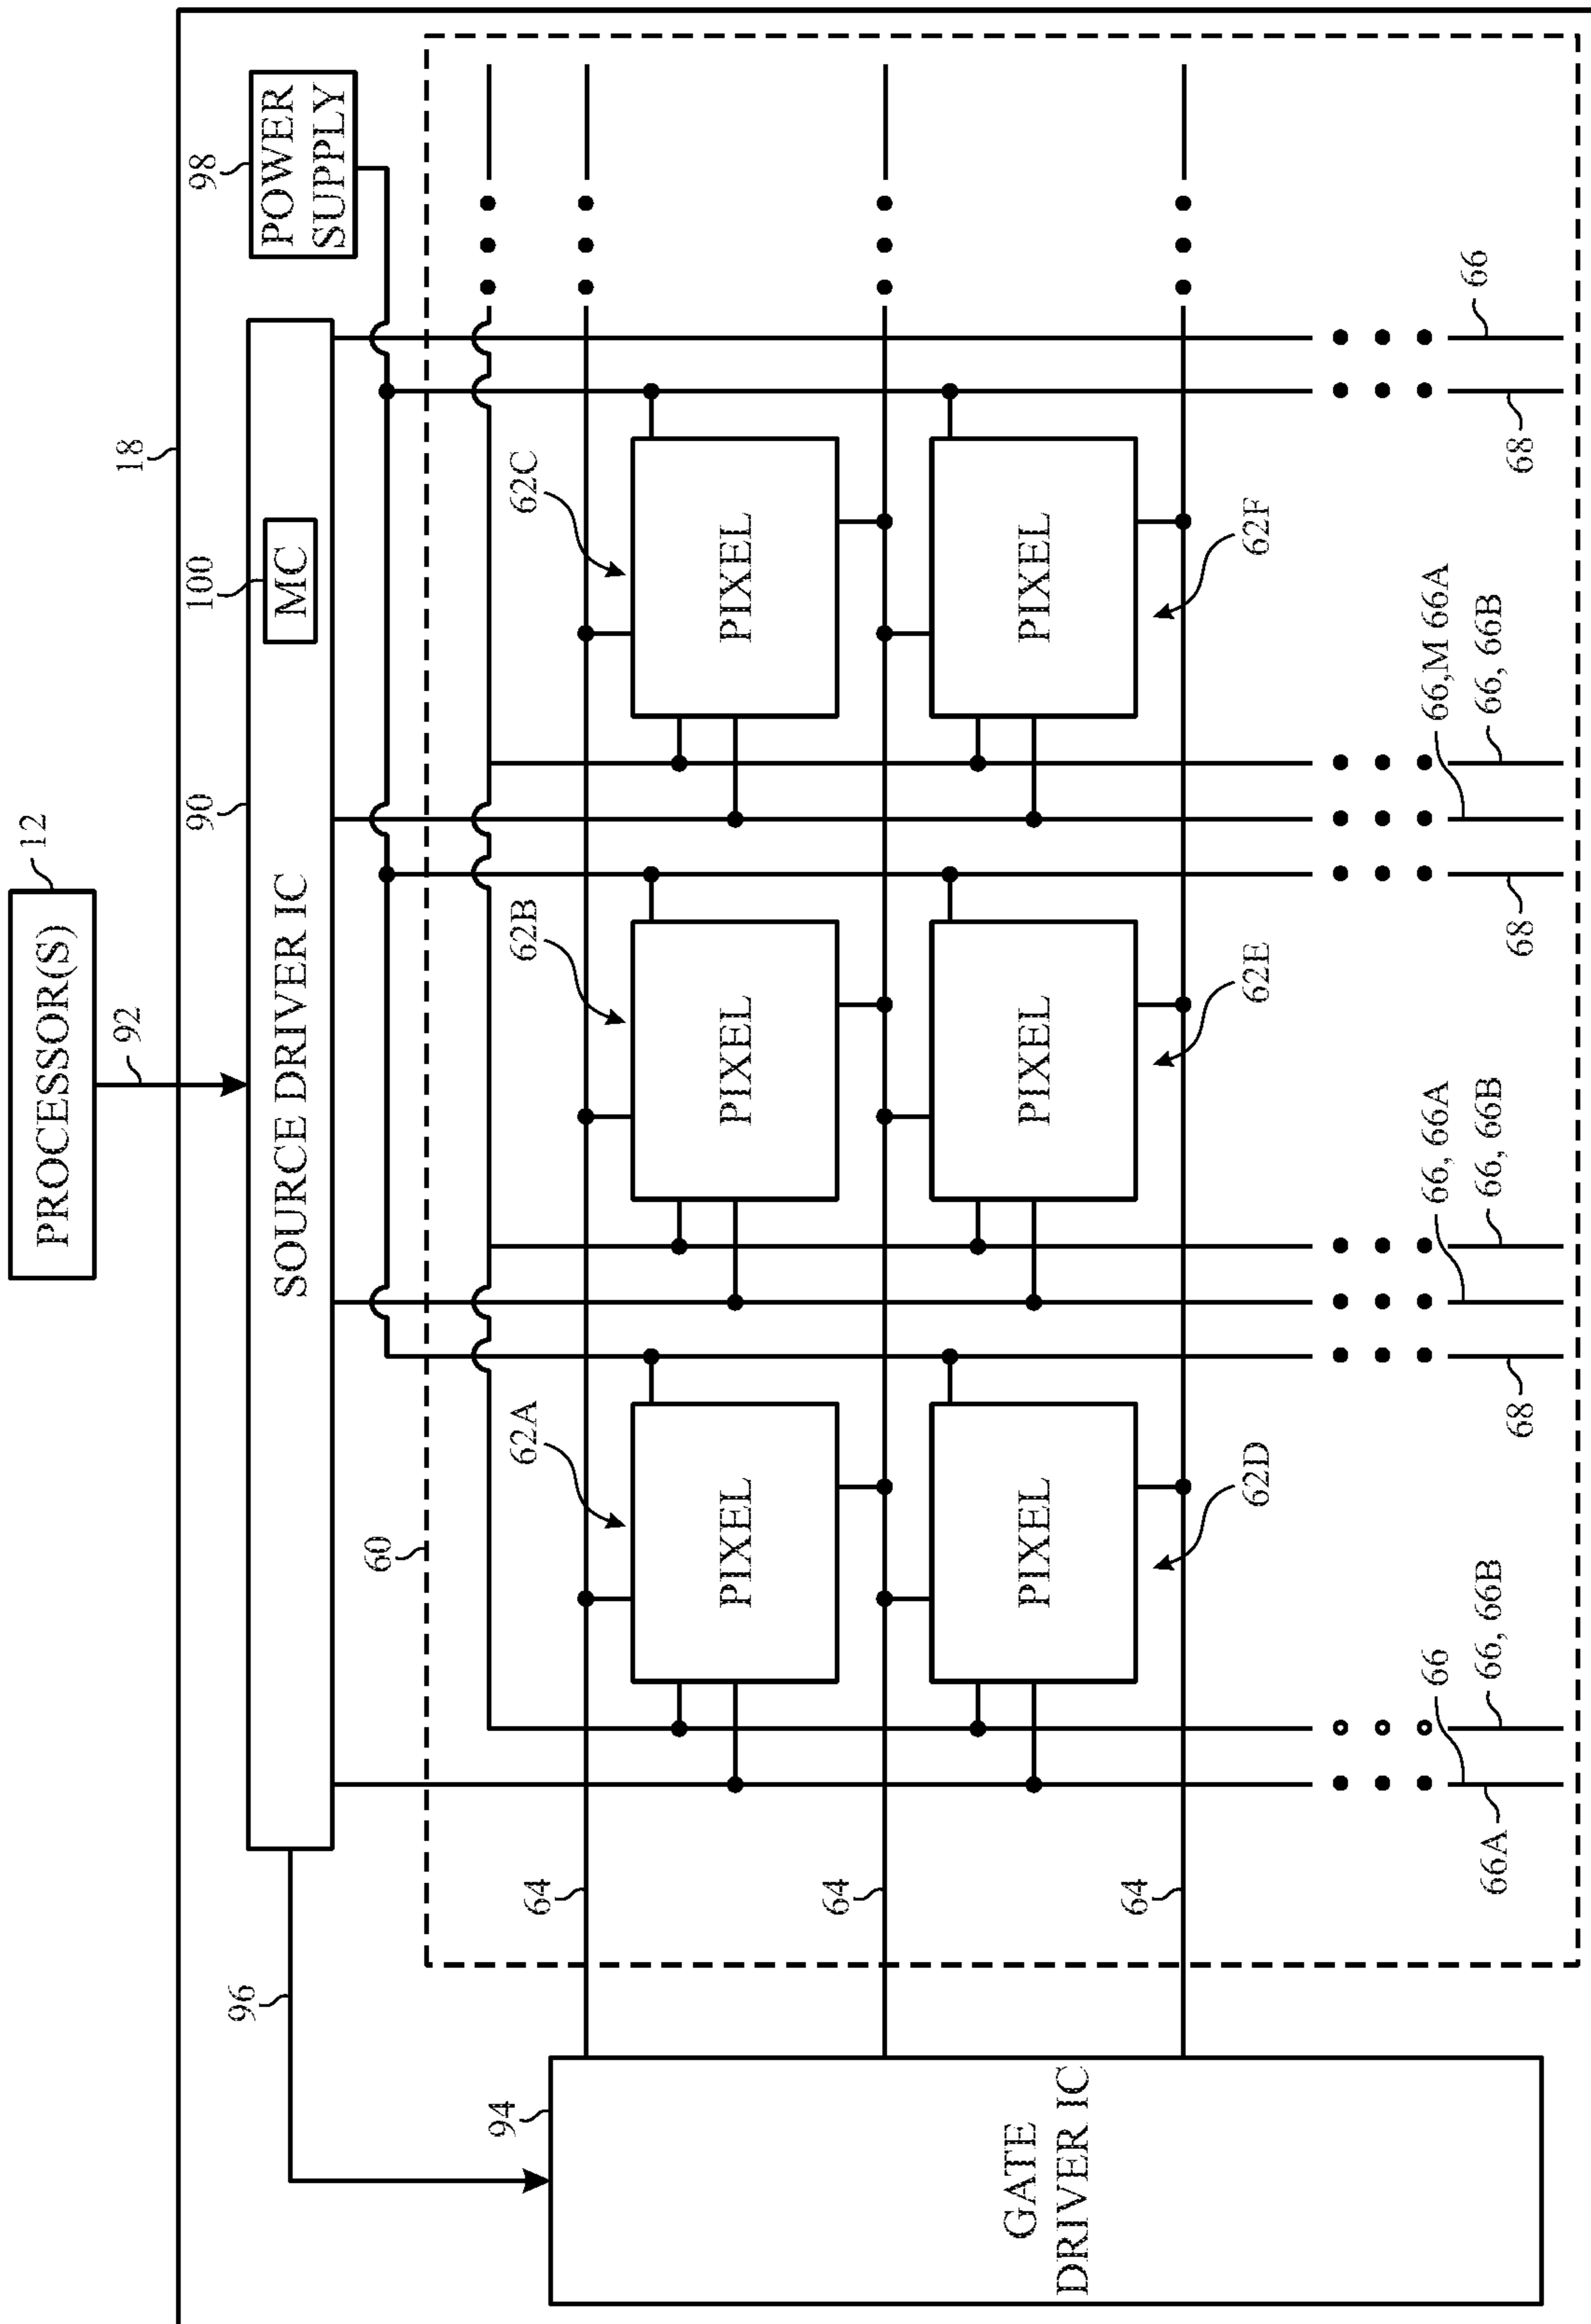 PROCESSOR(S)
12
92
18
90
SOURCE DRIVER IC
100
MC
98
POWER
SUPPLY
96
60
94
GATE
DRIVER IC
64
64
64
62A
PIXEL
62B
PIXEL
62C
PIXEL
PIXEL
62D
PIXEL
62E
PIXEL
62F
66A
66
66, 66B
68
66, 66A
66, 66B
68
66,M 66A
66, 66B
68
66